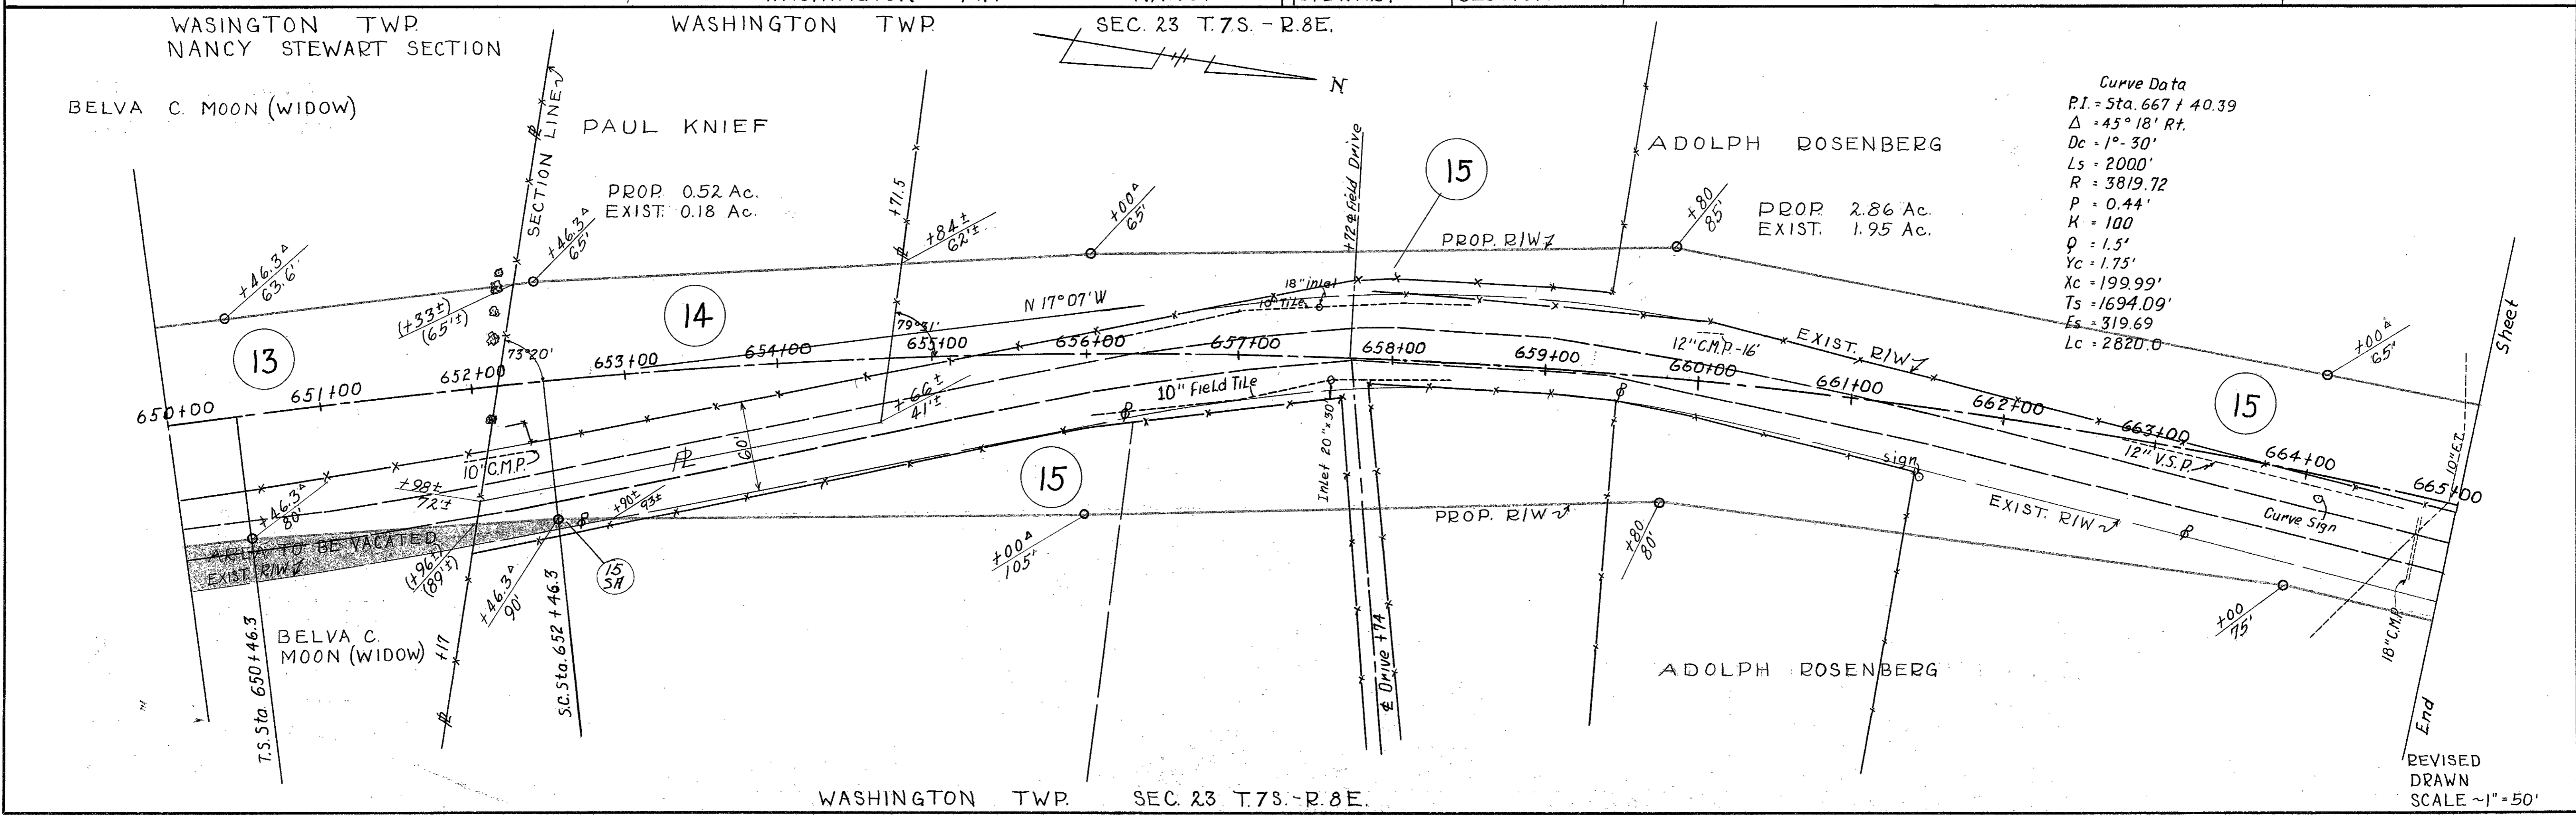 WASINGTON TWP.
NANCY STEWART SECTION
WASHINGTON TWP.
SEC. 23 T.7S.-R.8E.
N
BELVA C. MOON (WIDOW)
SECTION LINE
PAUL KNIEF
PROP. 0.52 Ac.
EXIST. 0.18 Ac.
+71.5
+72 ℄ Field Drive
15
ADOLPH ROSENBERG
PROP. 2.86 Ac.
EXIST. 1.95 Ac.
Curve Data
P.I. = Sta. 667 + 40.39
Δ = 45° 18' Rt.
Dc = 1°-30'
Ls = 200.0'
R = 3819.72
P = 0.44'
K = 100
Q = 1.5'
Yc = 1.75'
Xc = 199.99'
Ts = 1694.09'
Es = 319.69
Lc = 2820.0
+46.3 Δ
63.6'
+46.3 Δ
65'
(+33±)
(65'±)
+84±
62'±
+00 Δ
65'
+80
85'
+00 Δ
65'
PROP. R/W
13
14
N 17°07'W
79°31'
73°20'
18" inlet
10" Tile
12" C.M.P.-16'
EXIST. R/W
650+00
651+00
652+00
653+00
654+00
655+00
656+00
657+00
658+00
659+00
660+00
661+00
662+00
663+00
664+00
665+00
15
12" V.S.P.
10" F.T.
Sheet
10" Field Tile
+66±
41'±
60'
PL
10" C.M.P.
+98±
72'±
+46.3 Δ
80'
+90±
93±
15
Inlet 20"x30"
sign
Curve Sign
EXIST. R/W
PROP. R/W
AREA TO BE VACATED
EXIST. R/W
(+96±)
(89'±)
+46.3 Δ
90'
15
SA
+00 Δ
105'
+80
80'
+00
75'
18" C.M.P.
T.S. Sta. 650+46.3
BELVA C.
MOON (WIDOW)
+17
S.C. Sta. 652 + 46.3
℄ Drive +74
ADOLPH ROSENBERG
End
WASHINGTON TWP. SEC. 23 T.7S.-R.8E.
REVISED
DRAWN
SCALE ~1"=50'